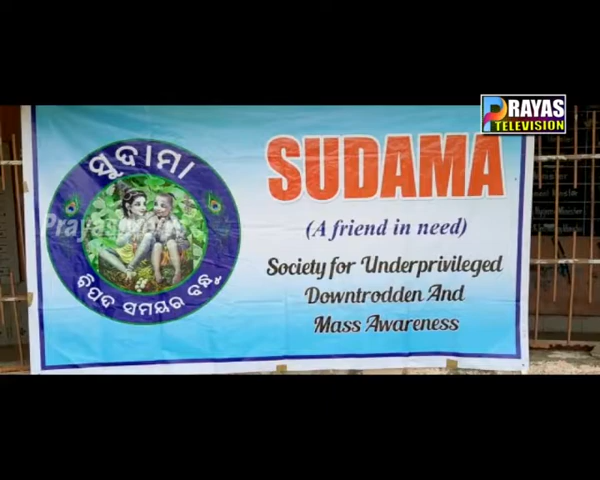 PRAYAS
TELEVISION
ସୁଦାମା
ବିପଦ ସମୟର ବନ୍ଧୁ
SUDAMA
(A friend in need)
Society for Underprivileged
Downtrodden And
Mass Awareness